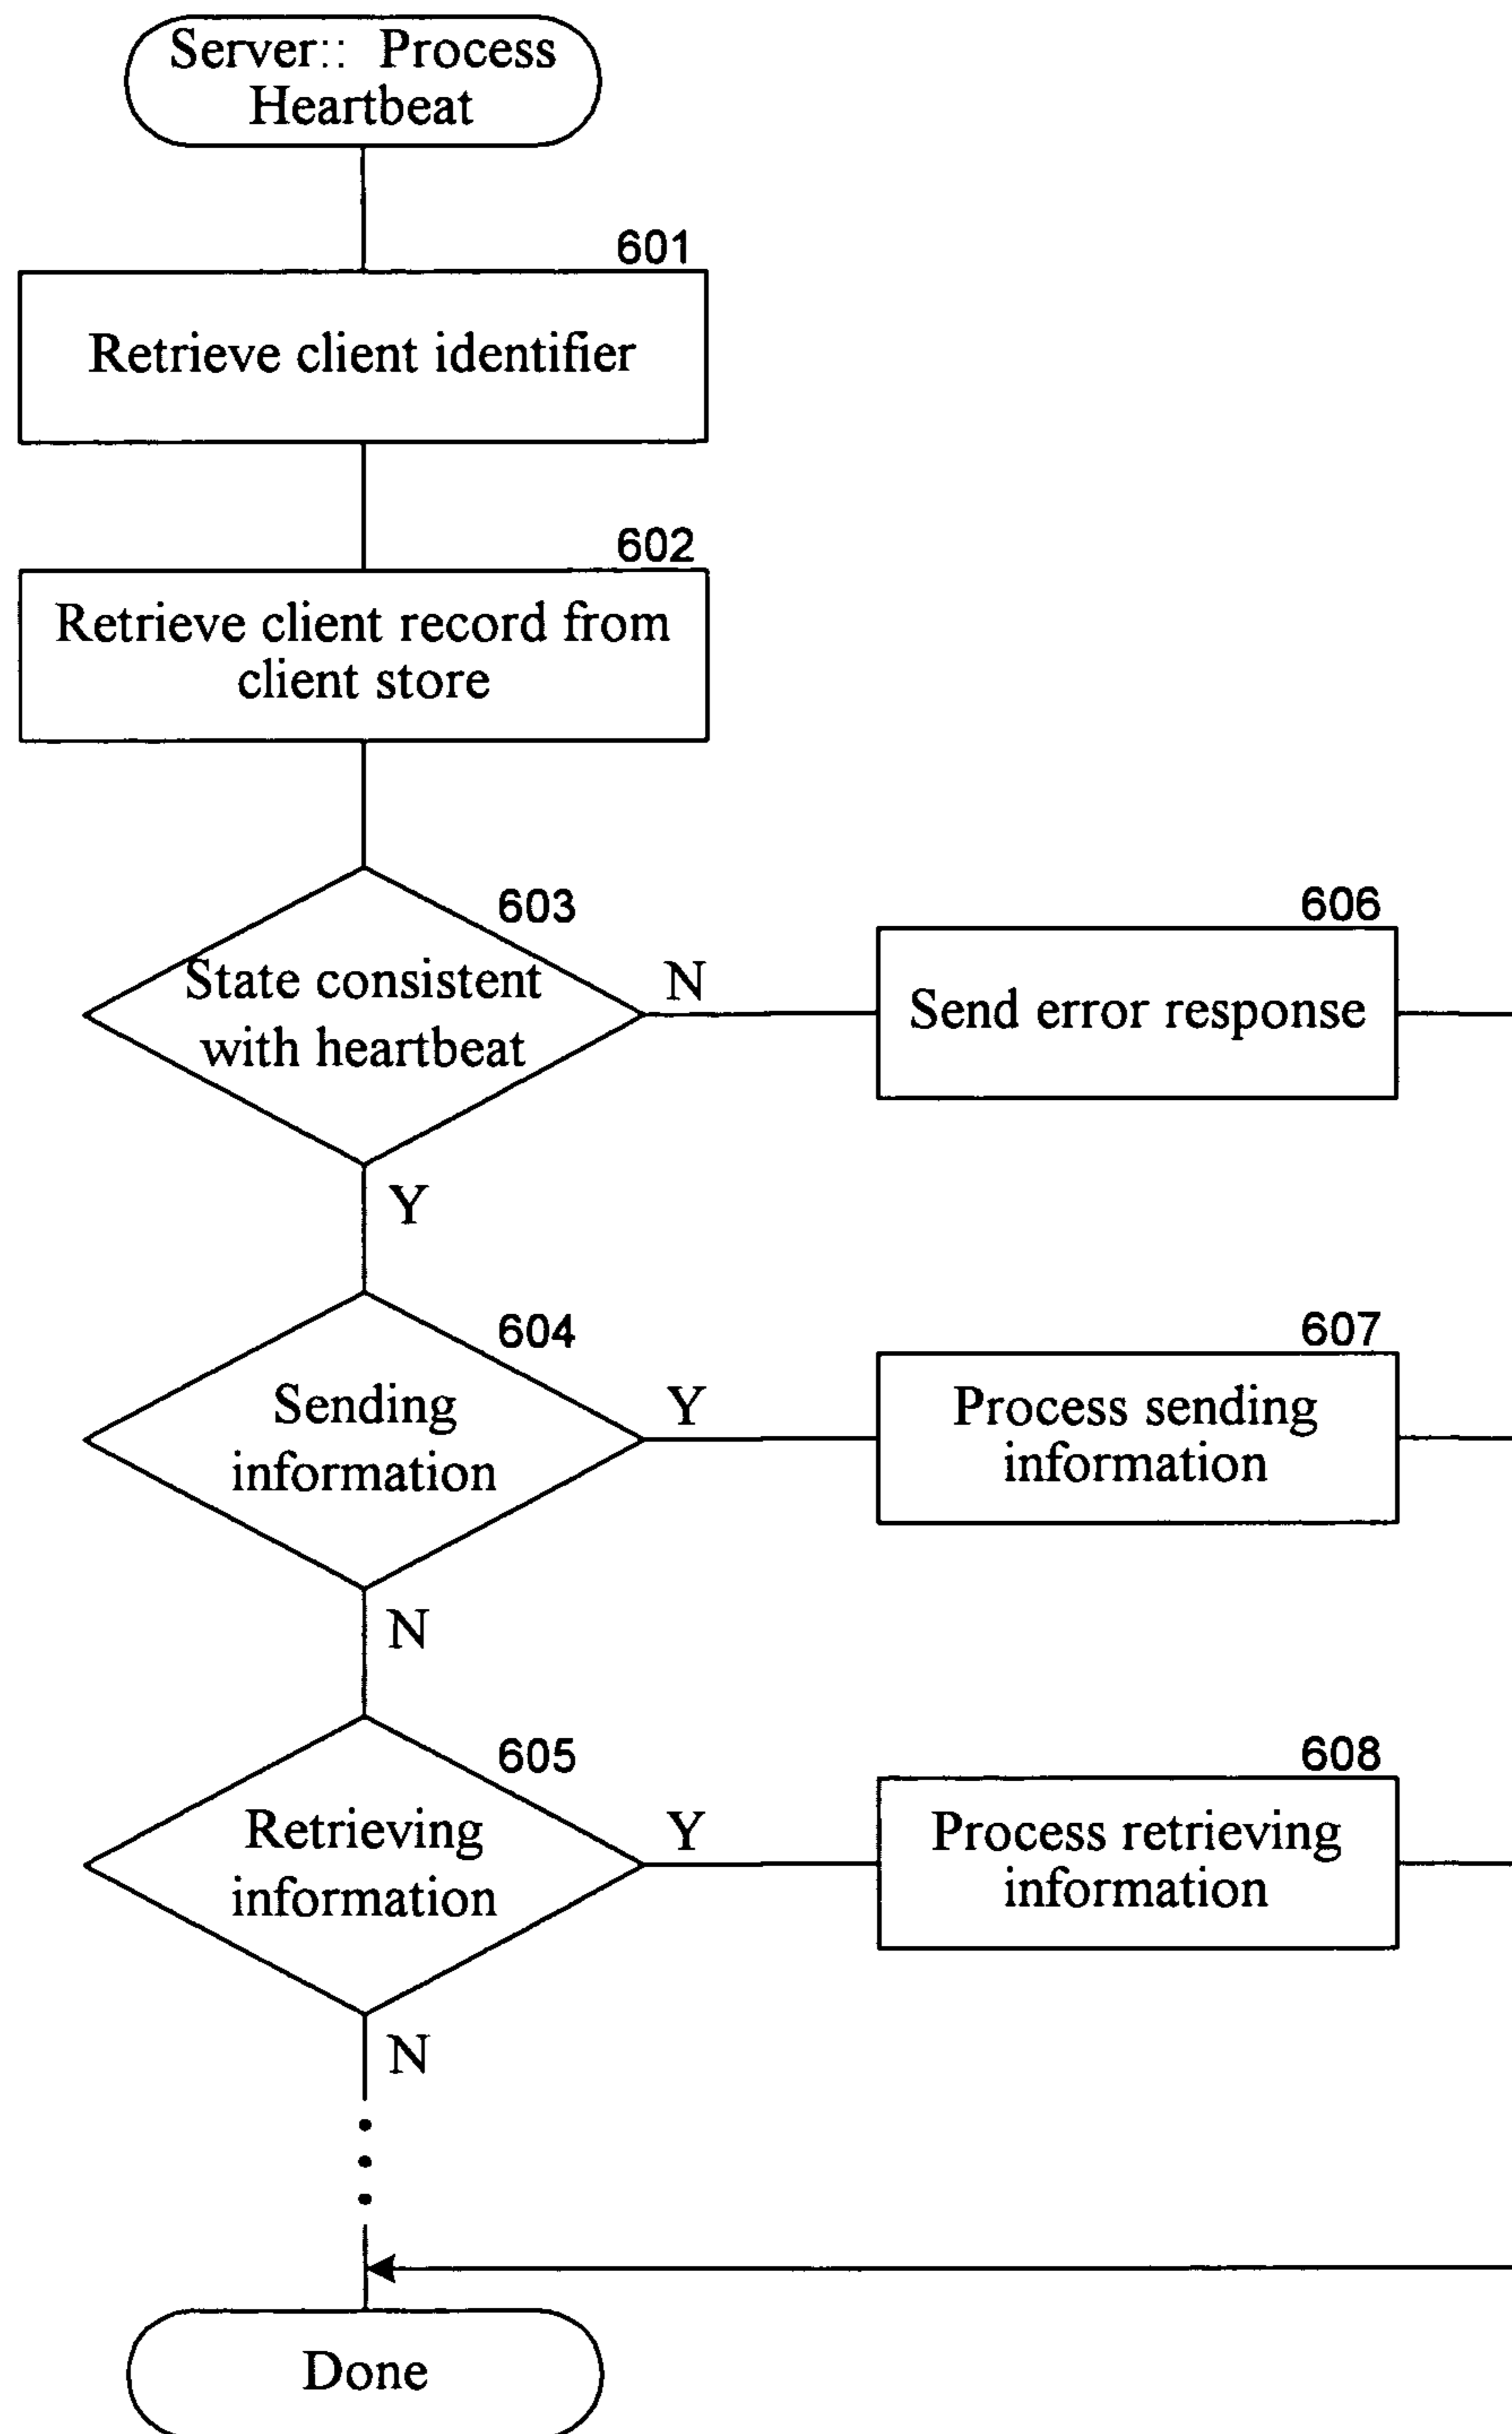 Server:: Process
Heartbeat
601
Retrieve client identifier
602
Retrieve client record from
client store
603
State consistent
with heartbeat
N
606
Send error response
Y
604
Sending
information
Y
607
Process sending
information
N
605
Retrieving
information
Y
608
Process retrieving
information
N
Done